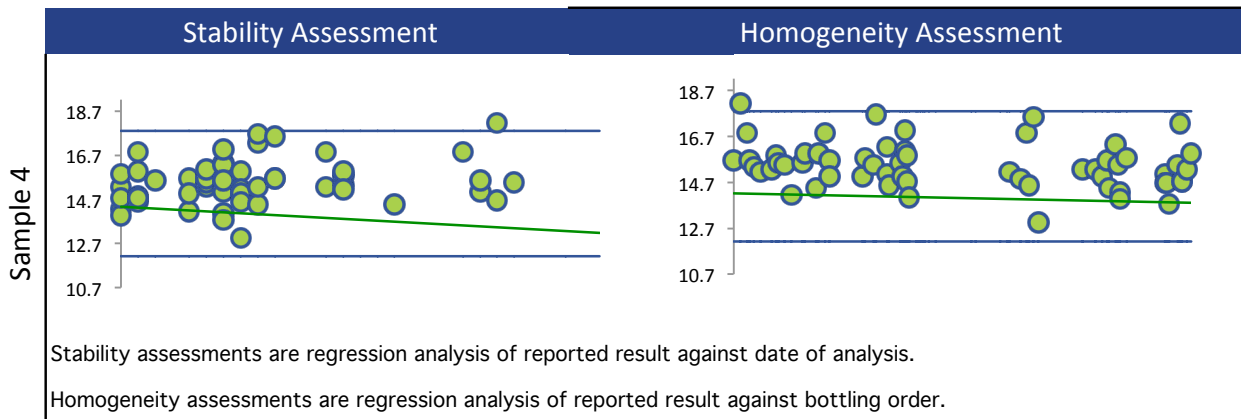 Stability Assessment
Homogeneity Assessment
Sample 4
18.7
16.7
14.7
12.7
10.7
18.7
16.7
14.7
12.7
10.7
Stability assessments are regression analysis of reported result against date of analysis.
Homogeneity assessments are regression analysis of reported result against bottling order.